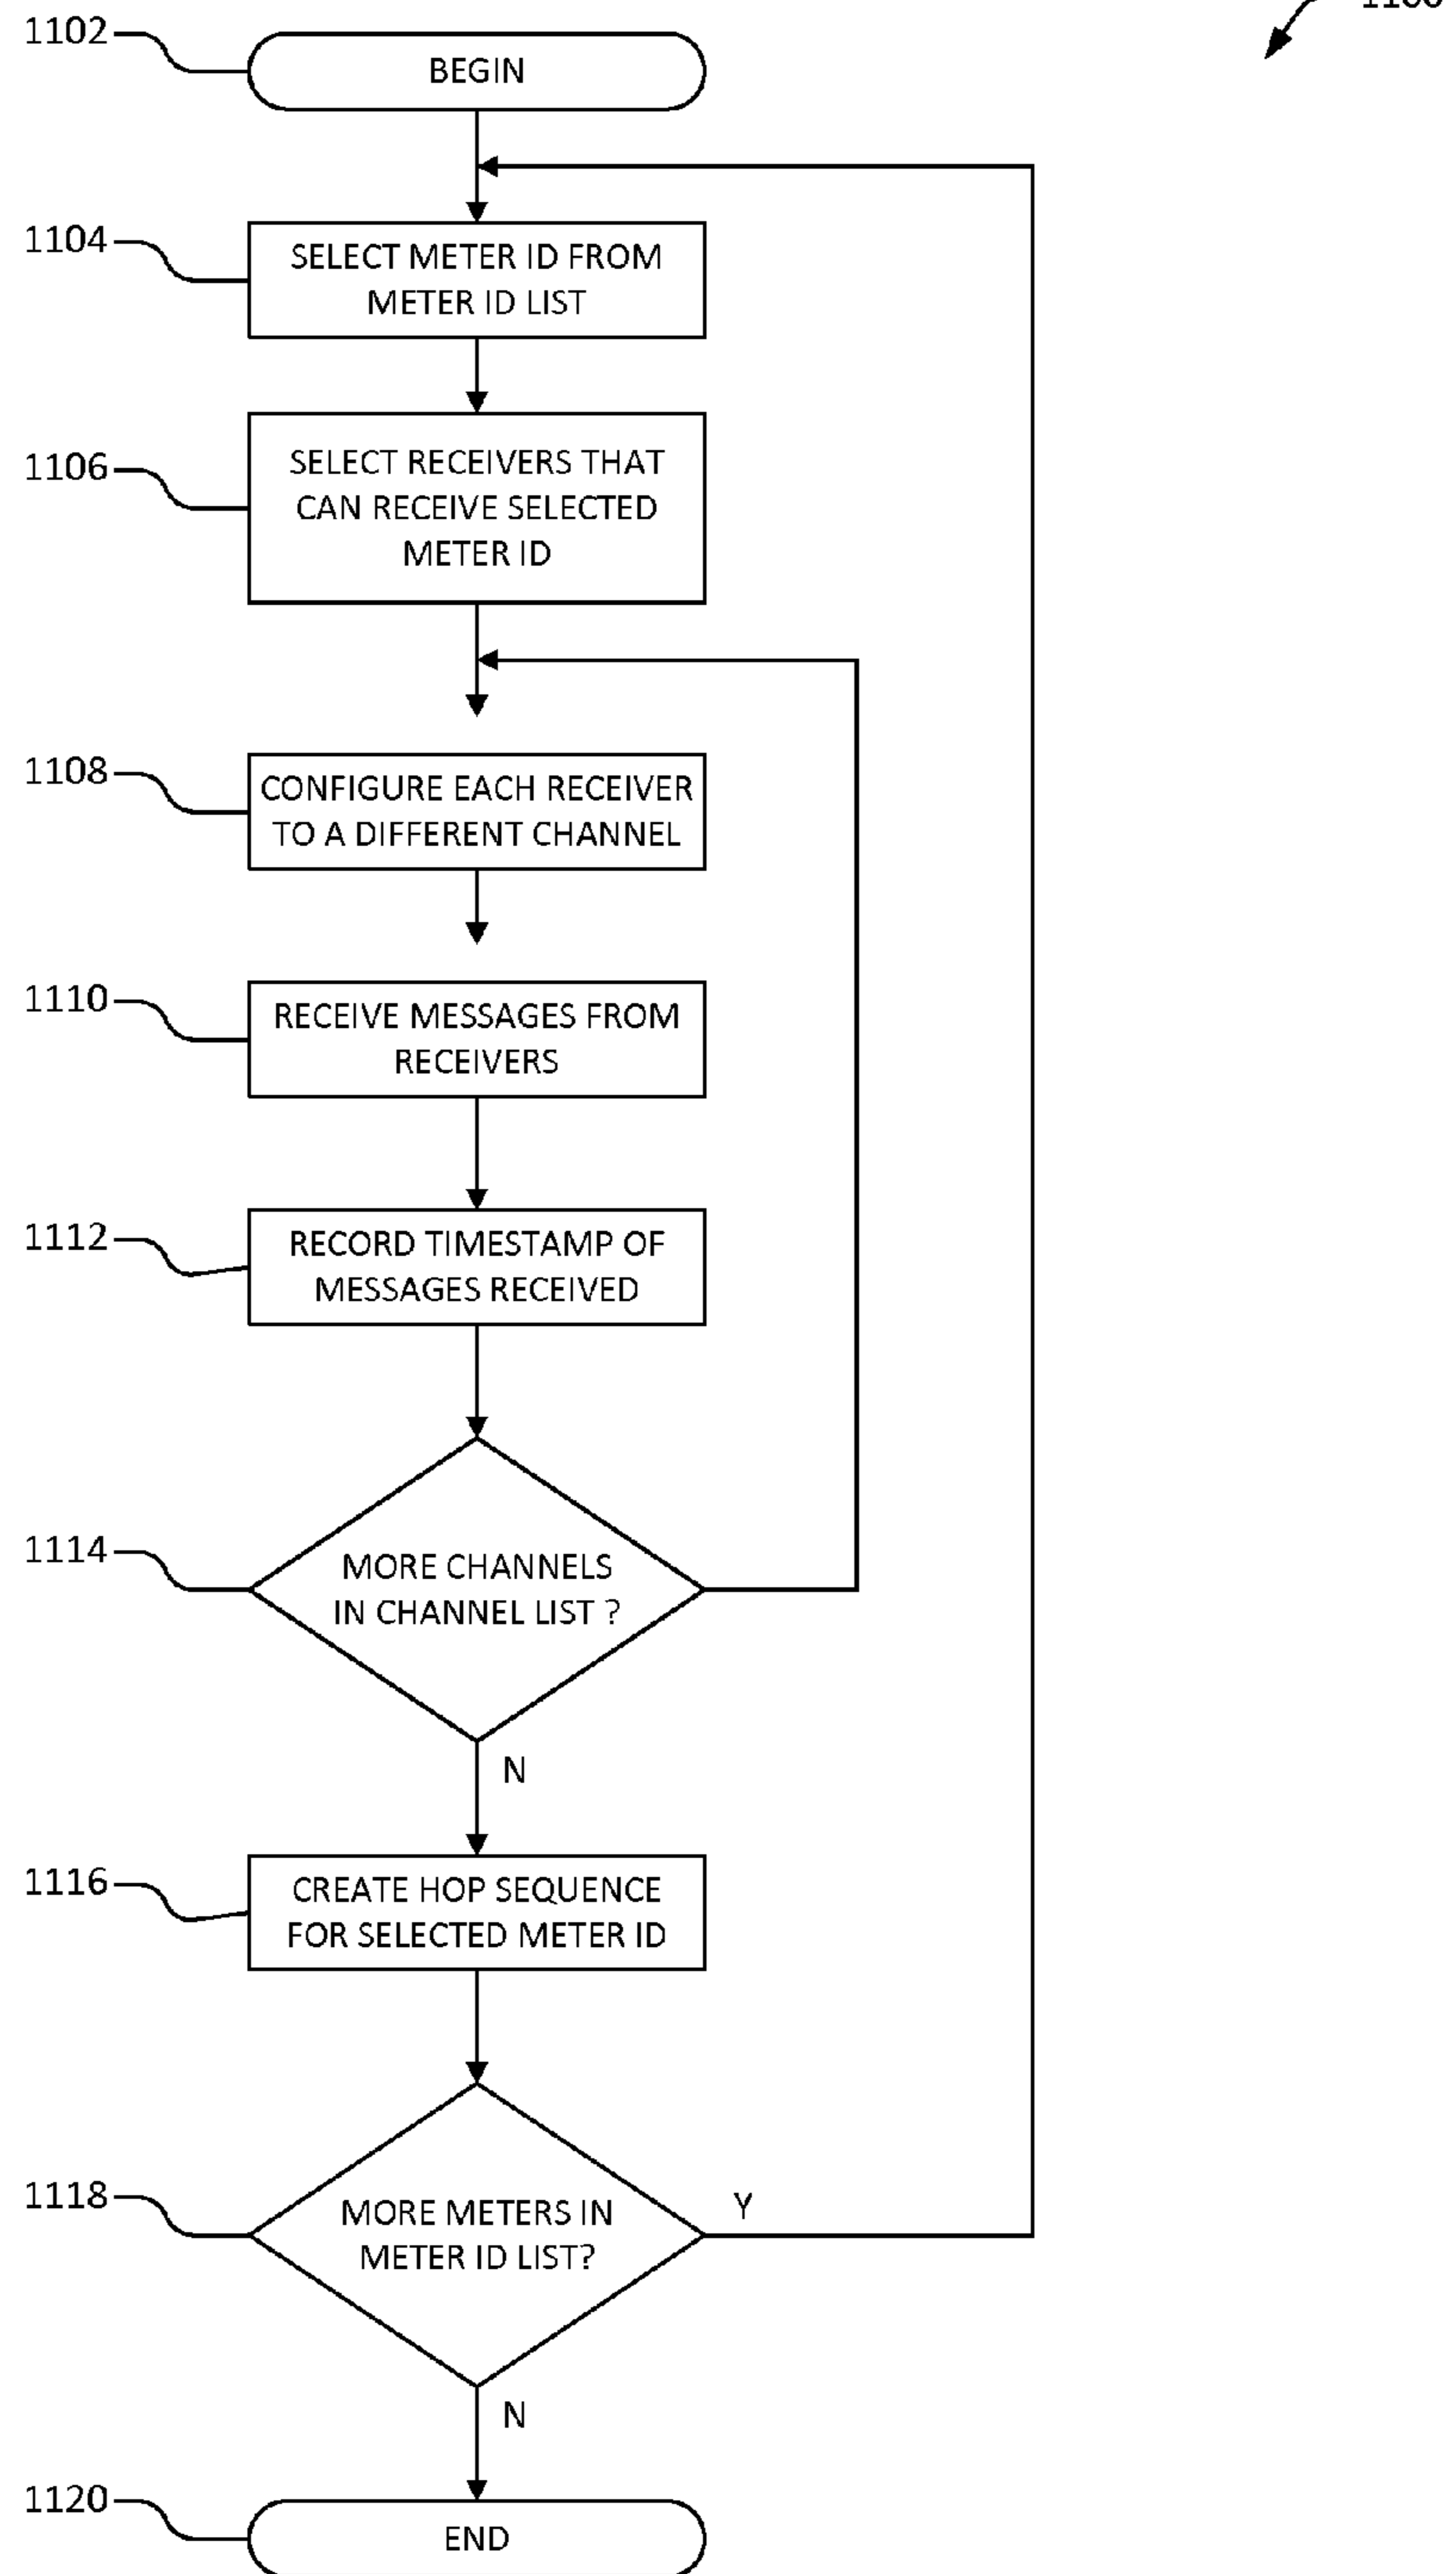 1102
BEGIN
1104
SELECT METER ID FROM
METER ID LIST
1106
SELECT RECEIVERS THAT
CAN RECEIVE SELECTED
METER ID
1108
CONFIGURE EACH RECEIVER
TO A DIFFERENT CHANNEL
1110
RECEIVE MESSAGES FROM
RECEIVERS
1112
RECORD TIMESTAMP OF
MESSAGES RECEIVED
1114
MORE CHANNELS
IN CHANNEL LIST ?
N
1116
CREATE HOP SEQUENCE
FOR SELECTED METER ID
1118
MORE METERS IN
METER ID LIST?
Y
N
1120
END